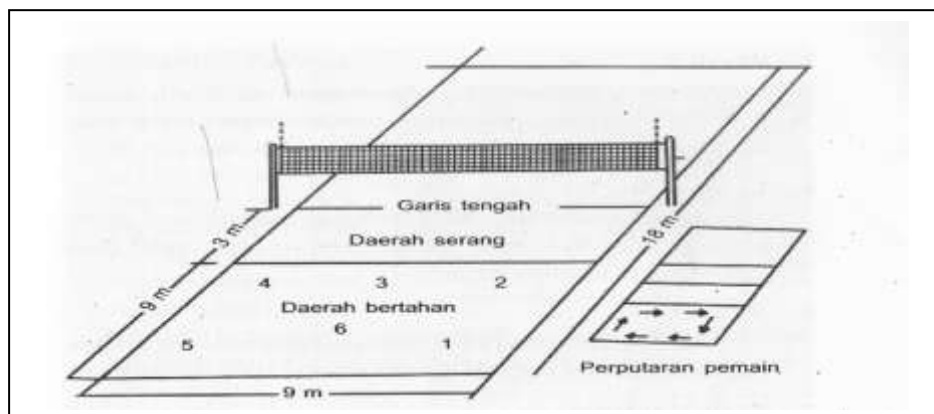 Garis tengah
3 m
18 m
Daerah serang
9 m
4 3 2
Daerah bertahan
6
5 1
Perputaran pemain
9 m